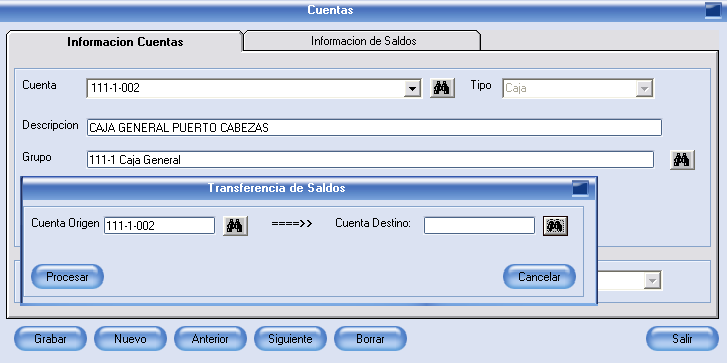 Cuentas
Informacion Cuentas Informacion de Saldos
Cuenta 111-1-002 Tipo Caja
Descripcion CAJA GENERAL PUERTO CABEZAS
Grupo 111-1 Caja General
Transferencia de Saldos
Cuenta Origen 111-1-002 ====>> Cuenta Destino:
Procesar Cancelar
Grabar Nuevo Anterior Siguiente Borrar Salir